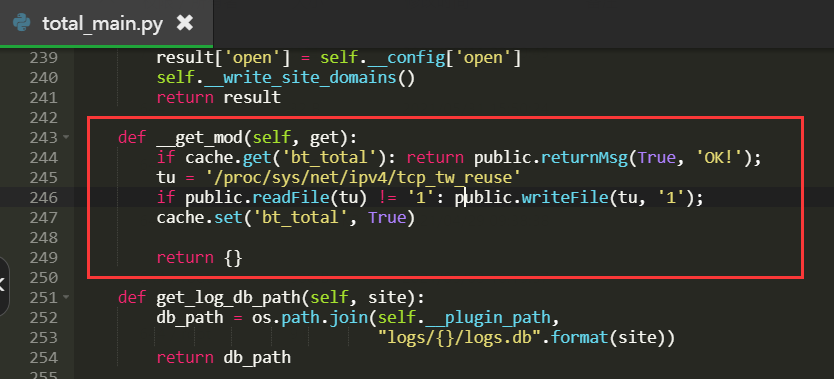 total_main.py ✖
239 result['open'] = self.__config['open']
240 self.__write_site_domains()
241 return result
242
243 def __get_mod(self, get):
244 if cache.get('bt_total'): return public.returnMsg(True, 'OK!');
245 tu = '/proc/sys/net/ipv4/tcp_tw_reuse'
246 if public.readFile(tu) != '1': public.writeFile(tu, '1');
247 cache.set('bt_total', True)
248
249 return {}
250
251 def get_log_db_path(self, site):
252 db_path = os.path.join(self.__plugin_path,
253 "logs/{}/logs.db".format(site))
254 return db_path
255